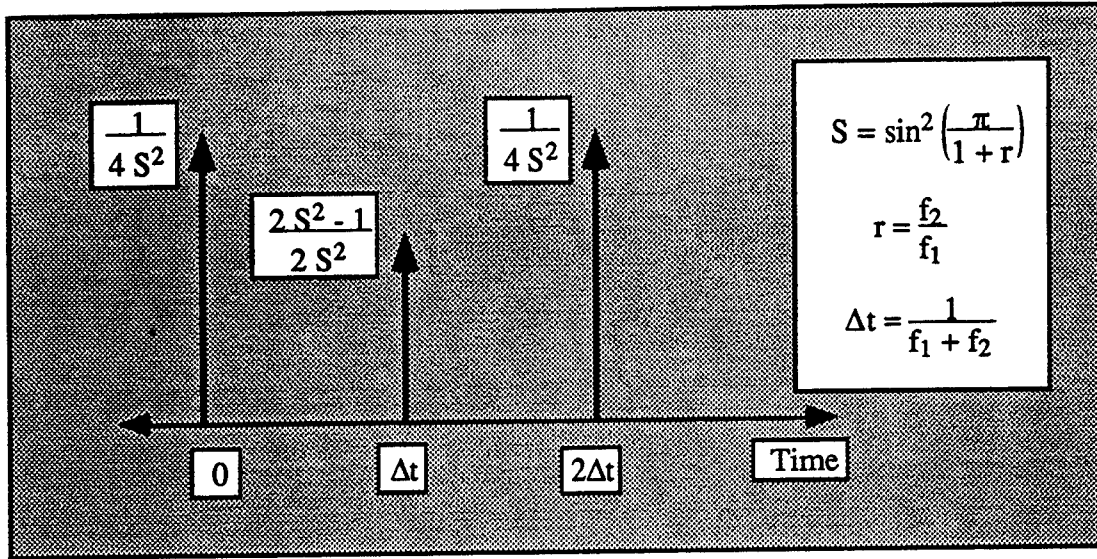 1
4 S²
1
4 S²
2 S² - 1
2 S²
0
Δt
2Δt
Time
S = sin² (π / 1 + r)
r = f₂ / f₁
Δt = 1 / f₁ + f₂